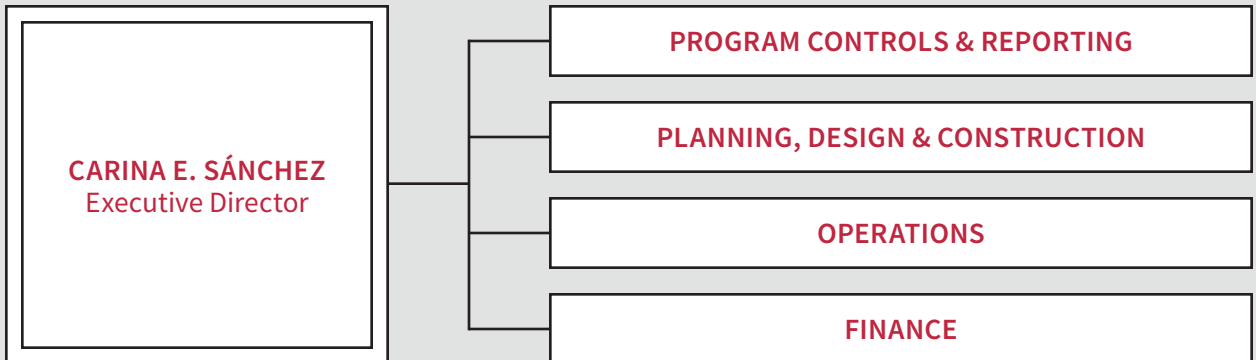 CARINA E. SÁNCHEZ
Executive Director
PROGRAM CONTROLS & REPORTING
PLANNING, DESIGN & CONSTRUCTION
OPERATIONS
FINANCE